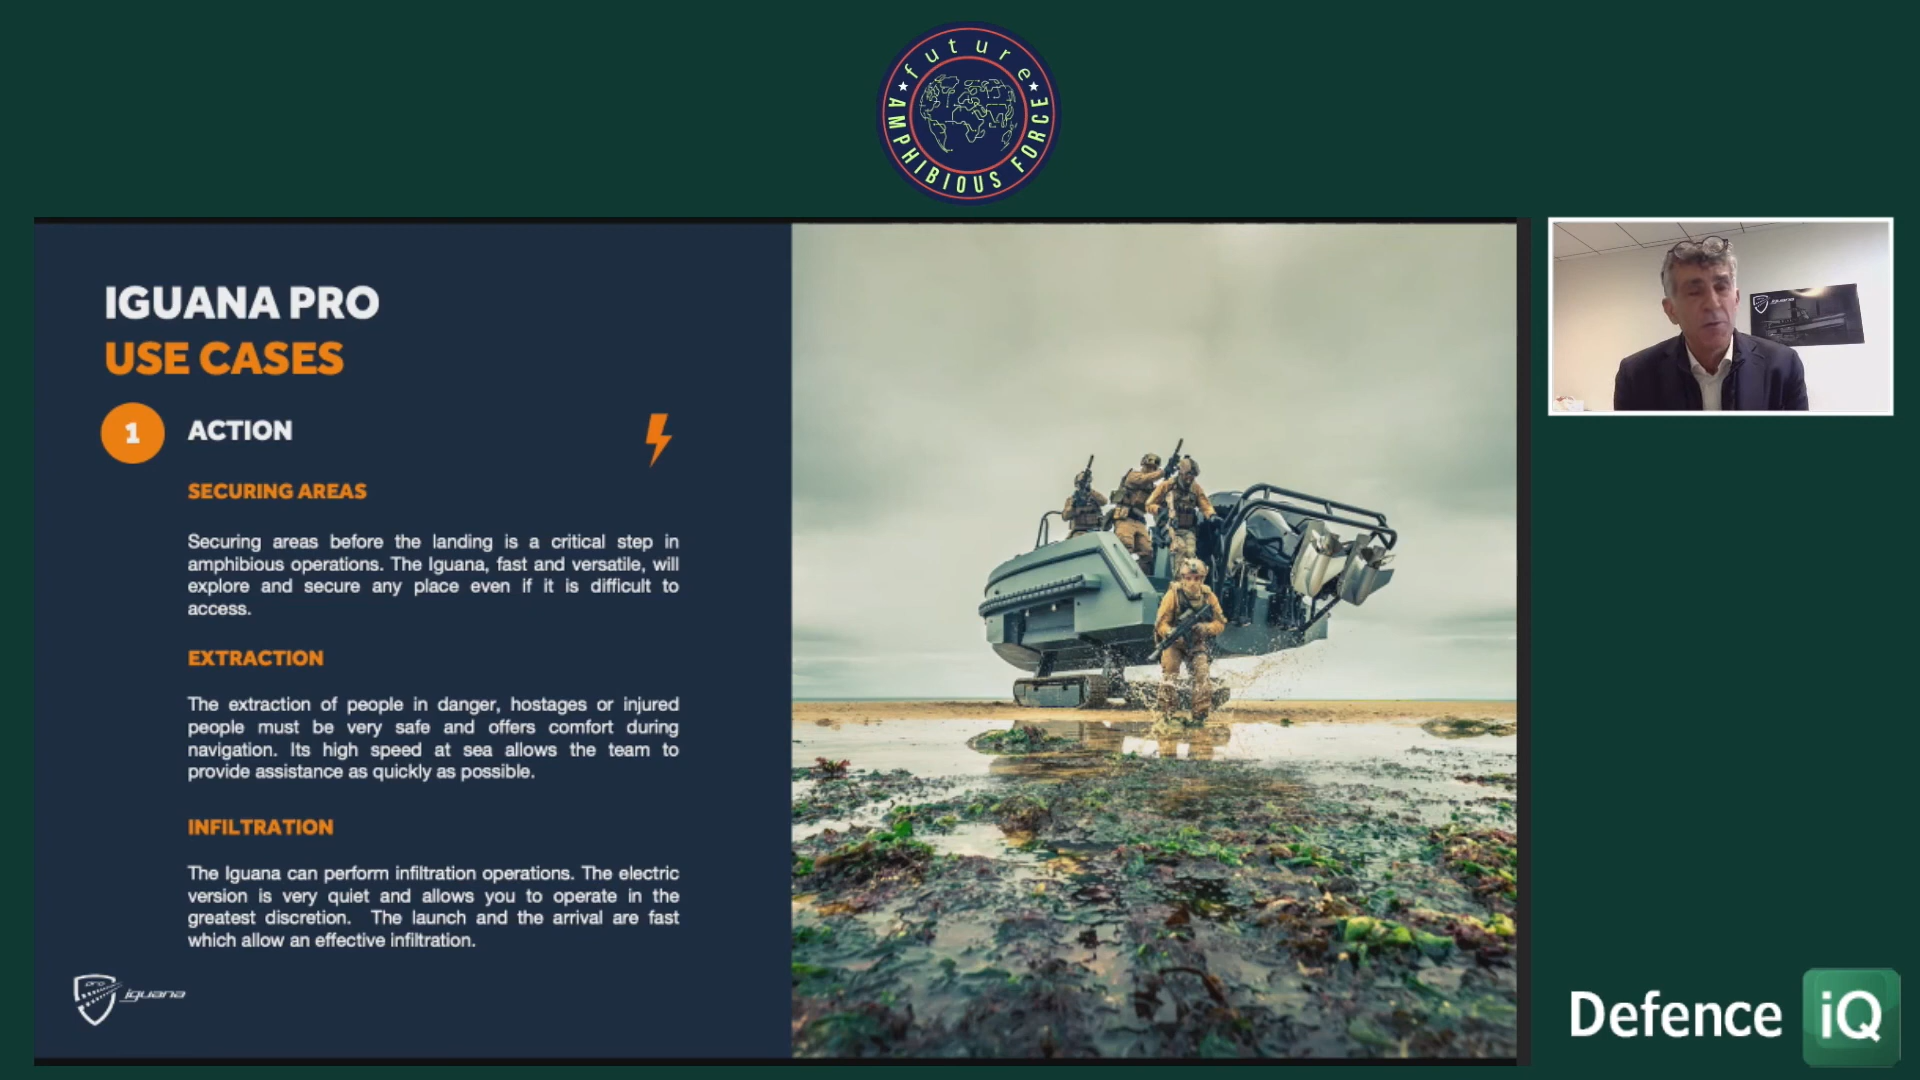 future
AMPHIBIOUS FORCE
IGUANA PRO
USE CASES
1
ACTION
SECURING AREAS
Securing areas before the landing is a critical step in
amphibious operations. The Iguana, fast and versatile, will
explore and secure any place even if it is difficult to
access.
EXTRACTION
The extraction of people in danger, hostages or injured
people must be very safe and offers comfort during
navigation. Its high speed at sea allows the team to
provide assistance as quickly as possible.
INFILTRATION
The Iguana can perform infiltration operations. The electric
version is very quiet and allows you to operate in the
greatest discretion. The launch and the arrival are fast
which allow an effective infiltration.
pro
iguana
iguana
Defence iQ